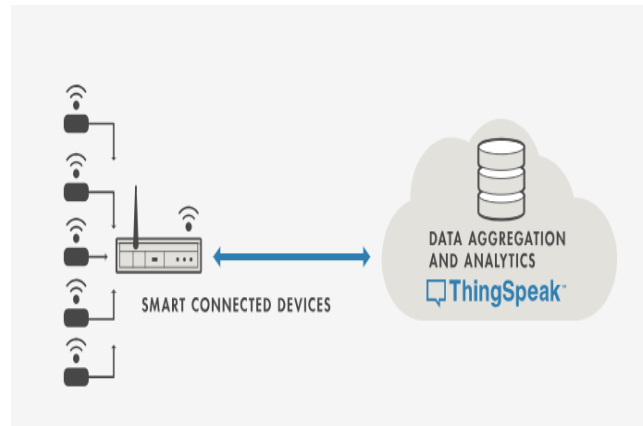 SMART CONNECTED DEVICES
DATA AGGREGATION
AND ANALYTICS
ThingSpeak™